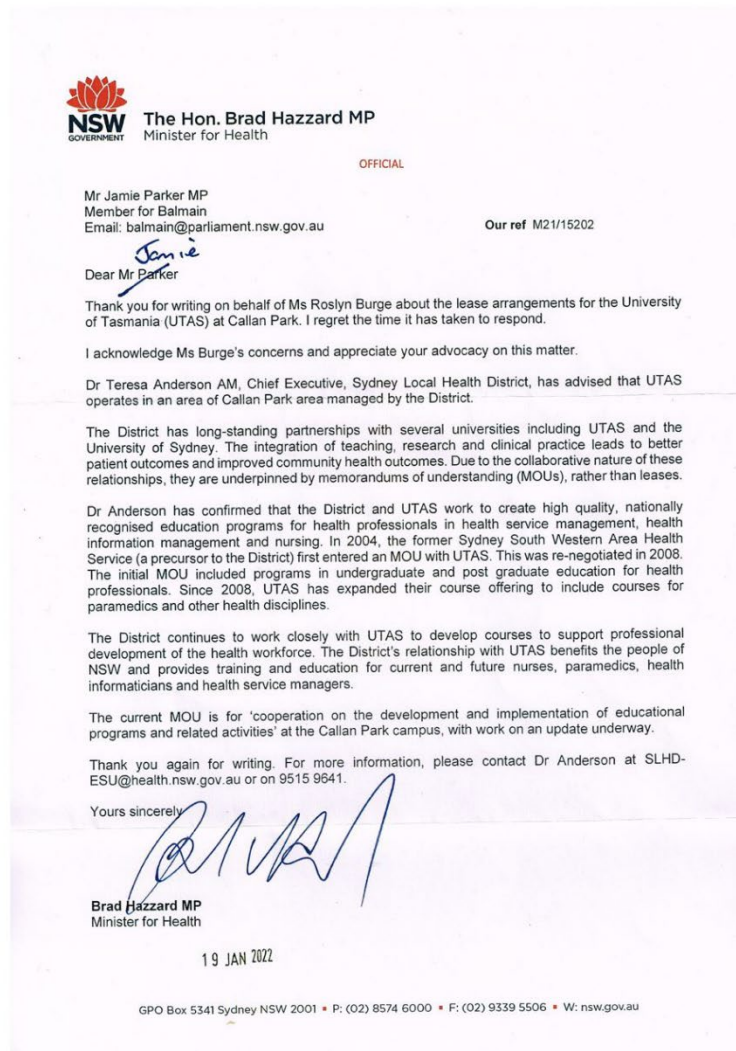 NSW
GOVERNMENT
The Hon. Brad Hazzard MP
Minister for Health
OFFICIAL
Mr Jamie Parker MP
Member for Balmain
Email: balmain@parliament.nsw.gov.au
Our ref M21/15202
Jamie
Dear Mr Parker
Thank you for writing on behalf of Ms Roslyn Burge about the lease arrangements for the University
of Tasmania (UTAS) at Callan Park. I regret the time it has taken to respond.
I acknowledge Ms Burge's concerns and appreciate your advocacy on this matter.
Dr Teresa Anderson AM, Chief Executive, Sydney Local Health District, has advised that UTAS
operates in an area of Callan Park area managed by the District.
The District has long-standing partnerships with several universities including UTAS and the
University of Sydney. The integration of teaching, research and clinical practice leads to better
patient outcomes and improved community health outcomes. Due to the collaborative nature of these
relationships, they are underpinned by memorandums of understanding (MOUs), rather than leases.
Dr Anderson has confirmed that the District and UTAS work to create high quality, nationally
recognised education programs for health professionals in health service management, health
information management and nursing. In 2004, the former Sydney South Western Area Health
Service (a precursor to the District) first entered an MOU with UTAS. This was re-negotiated in 2008.
The initial MOU included programs in undergraduate and post graduate education for health
professionals. Since 2008, UTAS has expanded their course offering to include courses for
paramedics and other health disciplines.
The District continues to work closely with UTAS to develop courses to support professional
development of the health workforce. The District's relationship with UTAS benefits the people of
NSW and provides training and education for current and future nurses, paramedics, health
informaticians and health service managers.
The current MOU is for 'cooperation on the development and implementation of educational
programs and related activities' at the Callan Park campus, with work on an update underway.
Thank you again for writing. For more information, please contact Dr Anderson at SLHD-
ESU@health.nsw.gov.au or on 9515 9641.
Yours sincerely
Brad Hazzard MP
Minister for Health
19 JAN 2022
GPO Box 5341 Sydney NSW 2001 ▪ P: (02) 8574 6000 ▪ F: (02) 9339 5506 ▪ W: nsw.gov.au